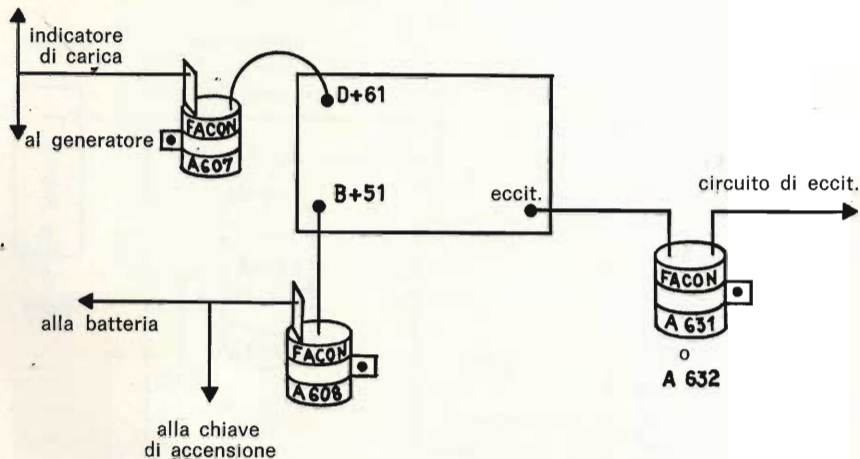 indicatore
di carica
D+61
FACON
al generatore
A607
B+51
eccit.
circuito di eccit.
FACON
alla batteria
A 631
FACON
o
A608
A 632
alla chiave
di accensione